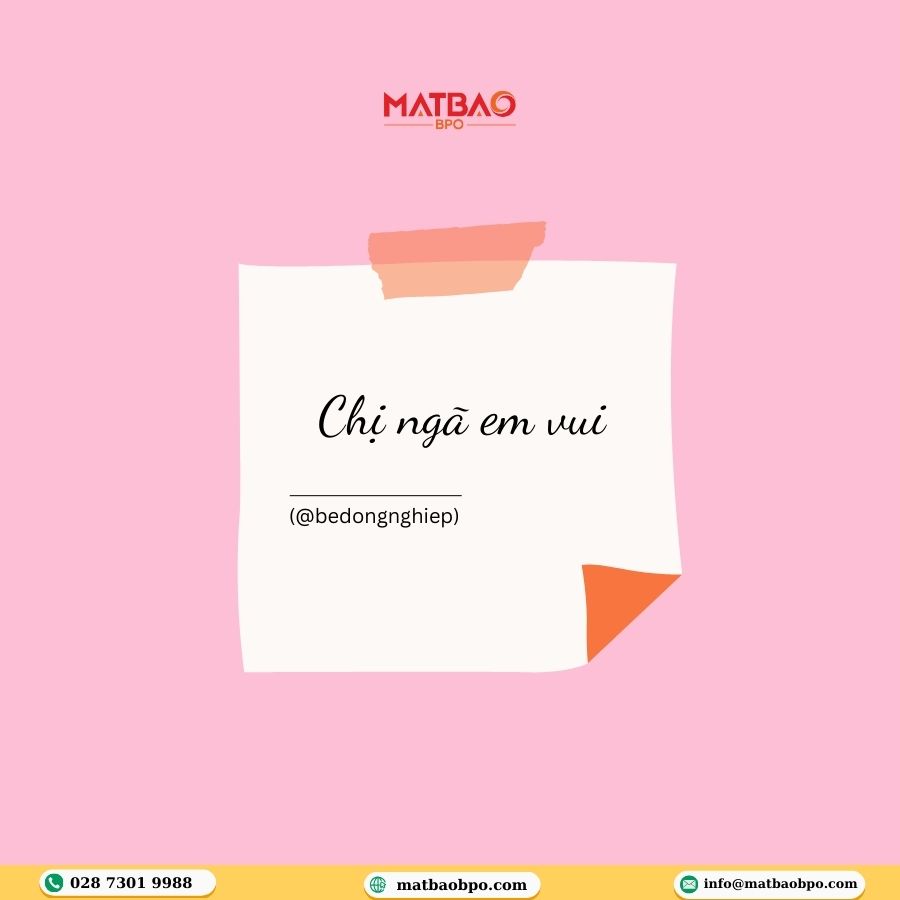 MATBAO
BPO
Chị ngã em vui
(@bedongnghiep)
028 7301 9988
matbaobpo.com
info@matbaobpo.com